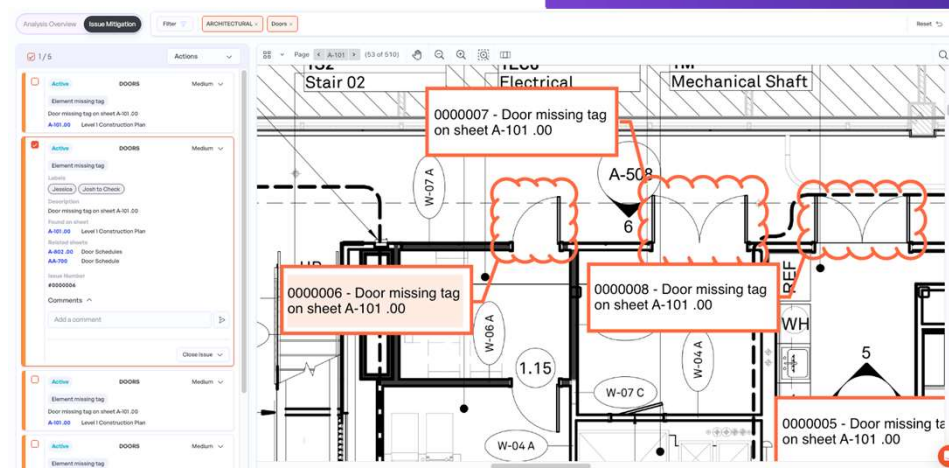 Analysis Overview
Issue Mitigation
Filter
ARCHITECTURAL
Doors
Reset
1/5
Actions
Page
A-101
(53 of 510)
Active
DOORS
Medium
Element missing tag
Door missing tag on sheet A-101 .00
A-101 .00 Level 1 Construction Plan
Active
DOORS
Medium
Element missing tag
Labels
Jessica
Josh to Check
Description
Door missing tag on sheet A-101 .00
Found on sheet
A-101 .00 Level 1 Construction Plan
Related sheets
A-602 .00 Door Schedules
AA-700 Door Schedule
Issue Number
#0000006
Comments
Add a comment
Close Issue
Active
DOORS
Medium
Element missing tag
Door missing tag on sheet A-101 .00
A-101 .00 Level 1 Construction Plan
Active
DOORS
Medium
Element missing tag
Stair 02
Electrical
Mechanical Shaft
0000007 - Door missing tag
on sheet A-101 .00
W-07 A
A-508
6
0000006 - Door missing tag
on sheet A-101 .00
0000008 - Door missing tag
on sheet A-101 .00
REF
WH
W-06 A
1.15
W-04 A
5
W-07 C
W-04 A
0000005 - Door missing ta
on sheet A-101 .00